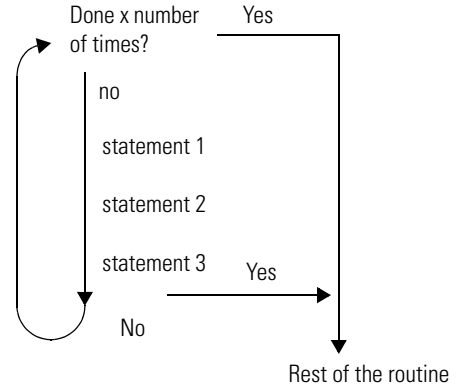 Done x number
of times?
Yes
no
statement 1
statement 2
statement 3
Yes
No
Rest of the routine